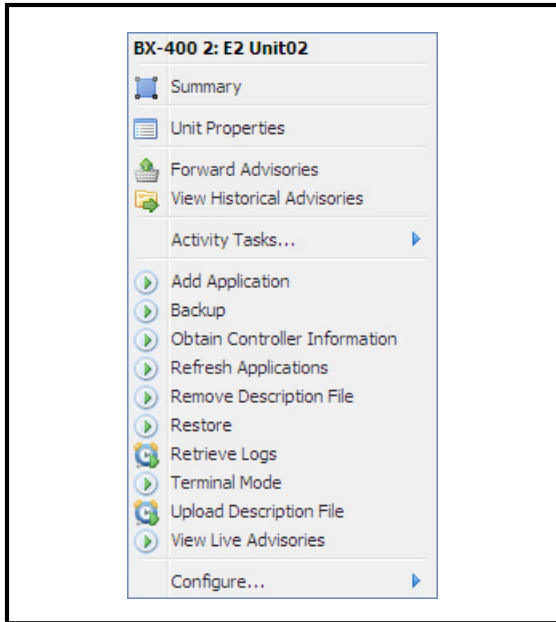 BX-400 2: E2 Unit02
Summary
Unit Properties
Forward Advisories
View Historical Advisories
Activity Tasks...
Add Application
Backup
Obtain Controller Information
Refresh Applications
Remove Description File
Restore
Retrieve Logs
Terminal Mode
Upload Description File
View Live Advisories
Configure...